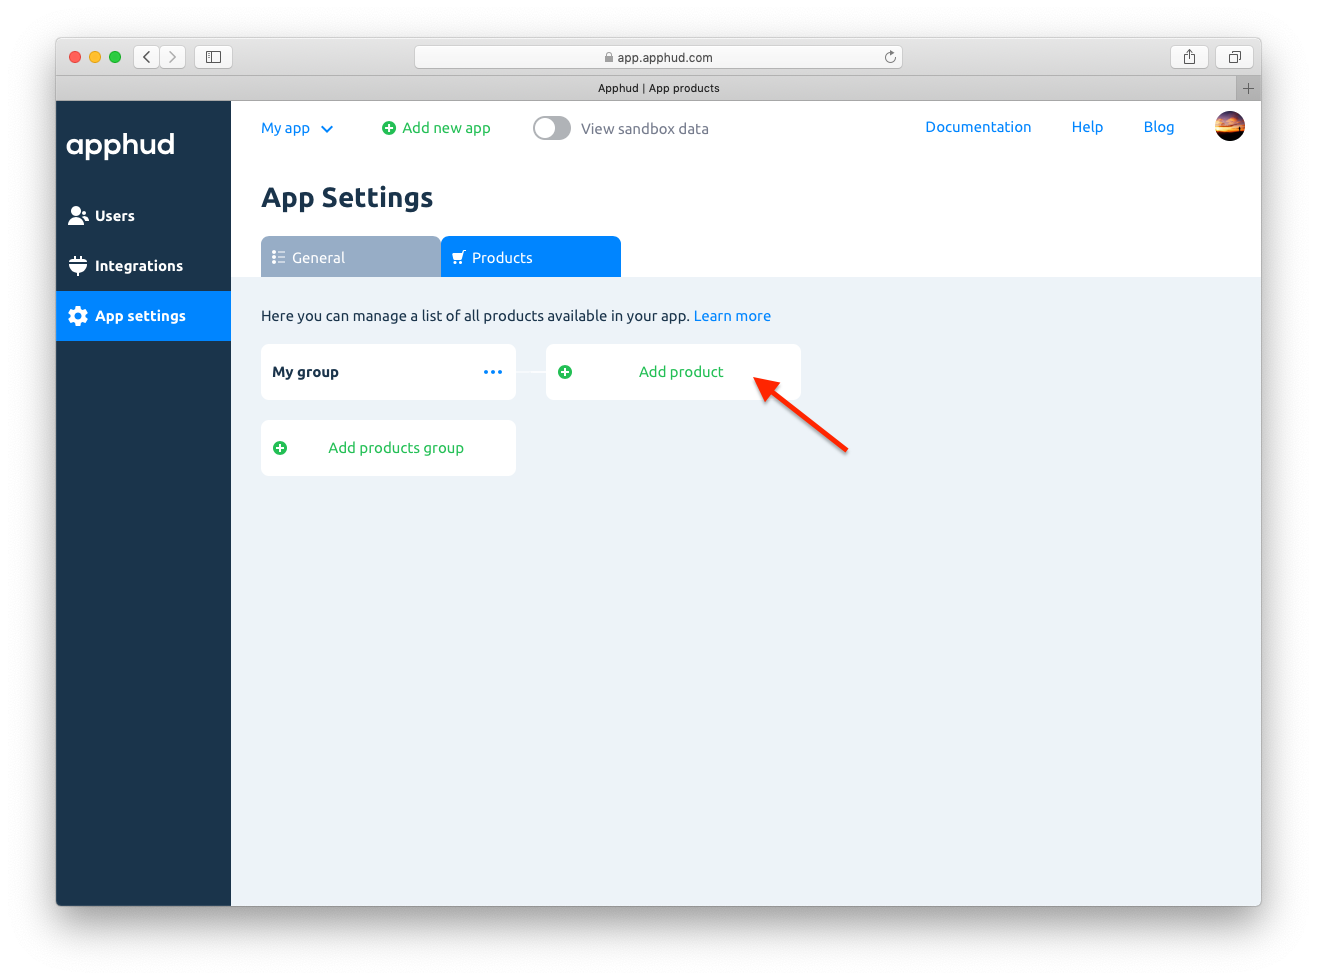 app.apphud.com
Apphud | App products
apphud
My app
Add new app
View sandbox data
Documentation
Help
Blog
Users
Integrations
App settings
App Settings
General
Products
Here you can manage a list of all products available in your app. Learn more
My group
Add product
Add products group